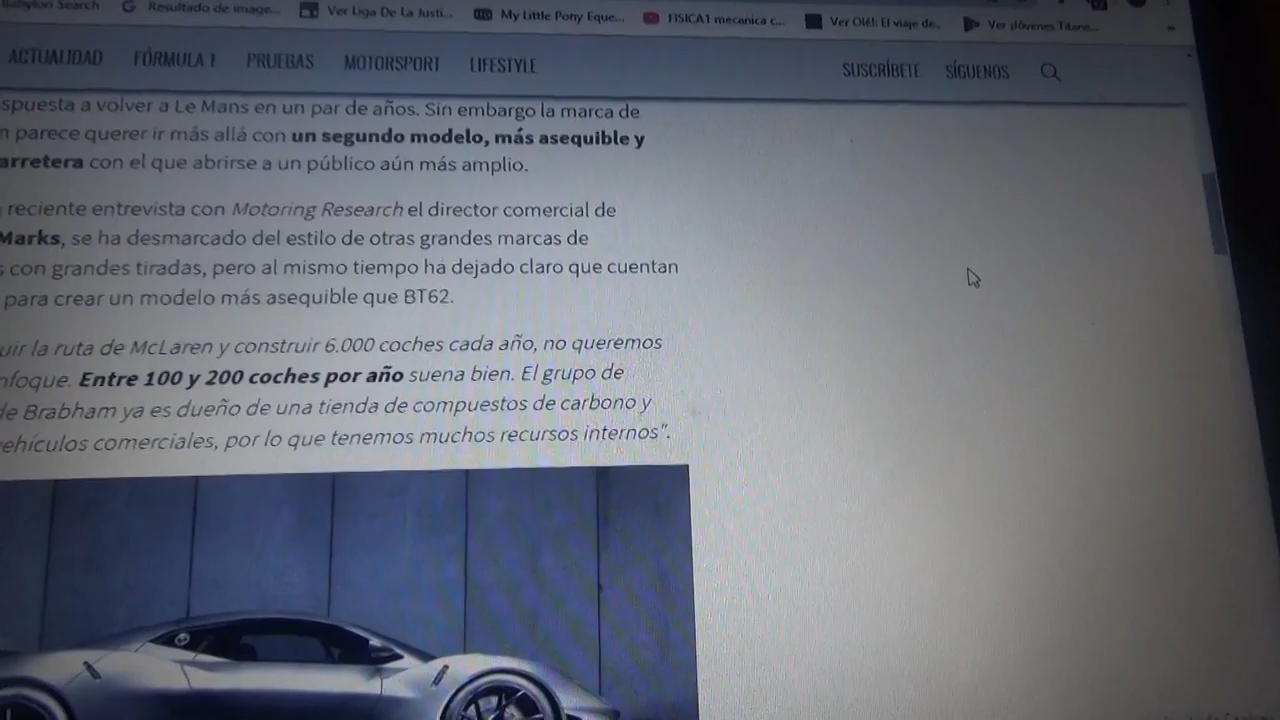 Babylon Search Resultado de image... Ver Liga De La Justi... My Little Pony Eque... FISICA1 mecanica c... Ver Olé!: El viaje de... Ver ¡Jóvenes Titane... »
ACTUALIDAD FÓRMULA 1 PRUEBAS MOTORSPORT LIFESTYLE SUSCRÍBETE SÍGUENOS
spuesta a volver a Le Mans en un par de años. Sin embargo la marca de
n parece querer ir más allá con un segundo modelo, más asequible y
arretera con el que abrirse a un público aún más amplio.
reciente entrevista con Motoring Research el director comercial de
Marks, se ha desmarcado del estilo de otras grandes marcas de
s con grandes tiradas, pero al mismo tiempo ha dejado claro que cuentan
para crear un modelo más asequible que BT62.
uir la ruta de McLaren y construir 6.000 coches cada año, no queremos
nfoque. Entre 100 y 200 coches por año suena bien. El grupo de
de Brabham ya es dueño de una tienda de compuestos de carbono y
vehículos comerciales, por lo que tenemos muchos recursos internos".